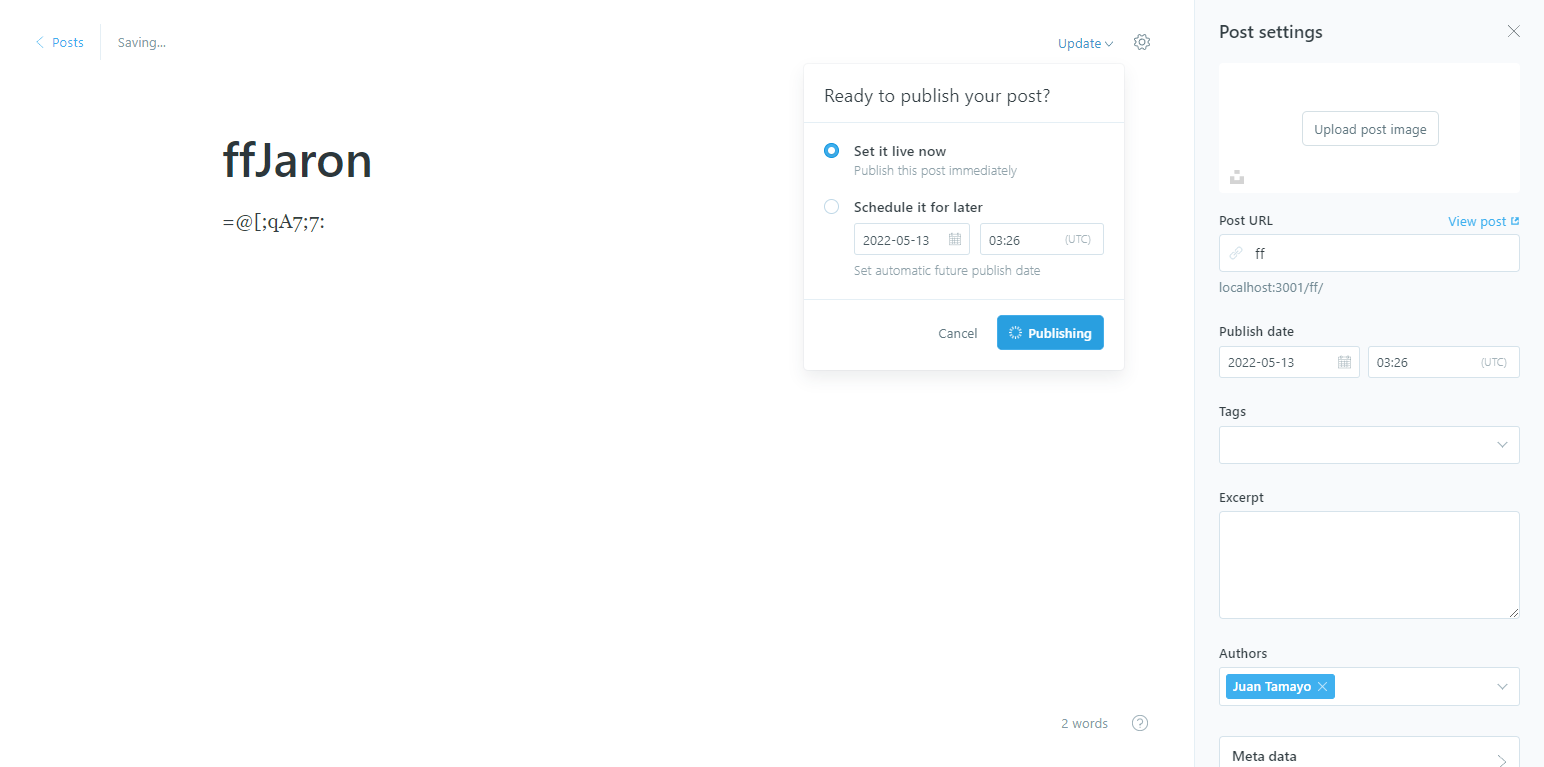 Posts
Saving...
Update
ffJaron
=@[;qA7;7:
Ready to publish your post?
Set it live now
Publish this post immediately
Schedule it for later
2022-05-13
03:26 (UTC)
Set automatic future publish date
Cancel
Publishing
2 words
Post settings
Upload post image
Post URL
View post
ff
localhost:3001/ff/
Publish date
2022-05-13
03:26 (UTC)
Tags
Excerpt
Authors
Juan Tamayo
Meta data